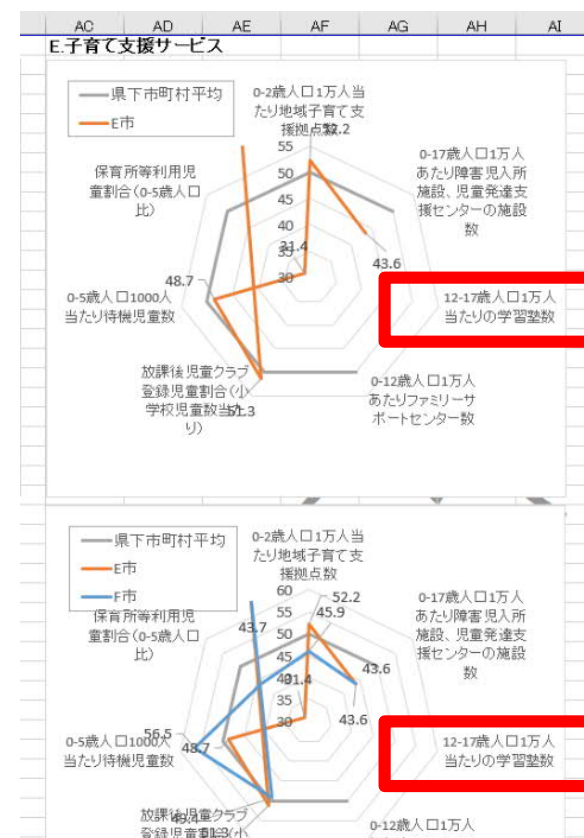 AC AD AE AF AG AH AI
E.子育て支援サービス
県下市町村平均
E市
0-2歳人口1万人当
たり地域子育て支
援拠点数
52.2
55
50
45
40
35
30
31.4
保育所等利用児
童割合(0-5歳人口
比)
0-17歳人口1万人
あたり障害児入所
施設、児童発達支
援センターの施設
数
43.6
48.7
0-5歳人口1000人
当たり待機児童数
12-17歳人口1万人
当たりの学習塾数
放課後児童クラブ
登録児童割合(小
学校児童数当た
り)
51.3
0-12歳人口1万人
あたりファミリーサ
ポートセンター数
県下市町村平均
E市
F市
0-2歳人口1万人当
たり地域子育て支
援拠点数
60
55
50
45
40
35
30
52.2
45.9
43.7
31.4
43.6
43.6
保育所等利用児
童割合(0-5歳人口
比)
0-17歳人口1万人
あたり障害児入所
施設、児童発達支
援センターの施設
数
56.5
48.7
0-5歳人口1000人
当たり待機児童数
12-17歳人口1万人
当たりの学習塾数
放課後児童クラブ
登録児童割合(小
49.4
51.3
0-12歳人口1万人